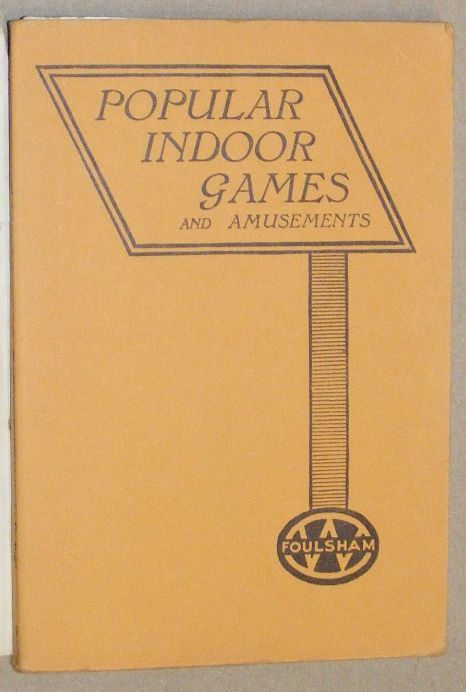 POPULAR
INDOOR
GAMES
AND AMUSEMENTS
FOULSHAM